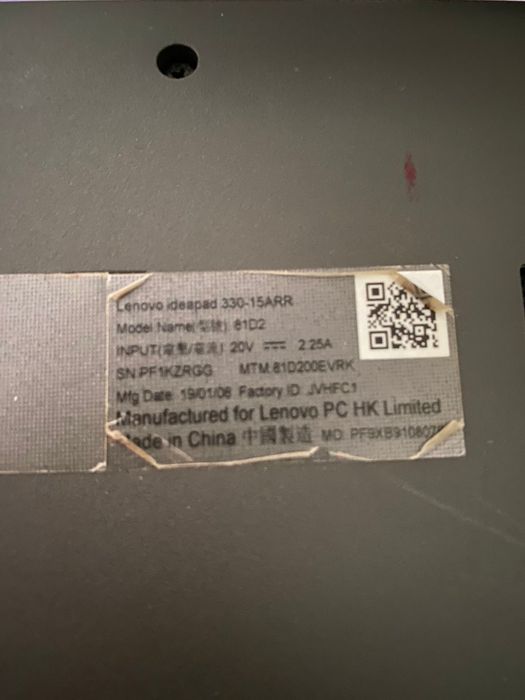 Lenovo ideapad 330-15ARR
Model Name(型號): 81D2
INPUT(電壓/電流): 20V ⎓ 2.25A
SN PF1KZRGG MTM 81D200EVRK
Mfg Date: 19/01/08 Factory ID: JVHFC1
Manufactured for Lenovo PC HK Limited
Made in China 中國製造 MO: